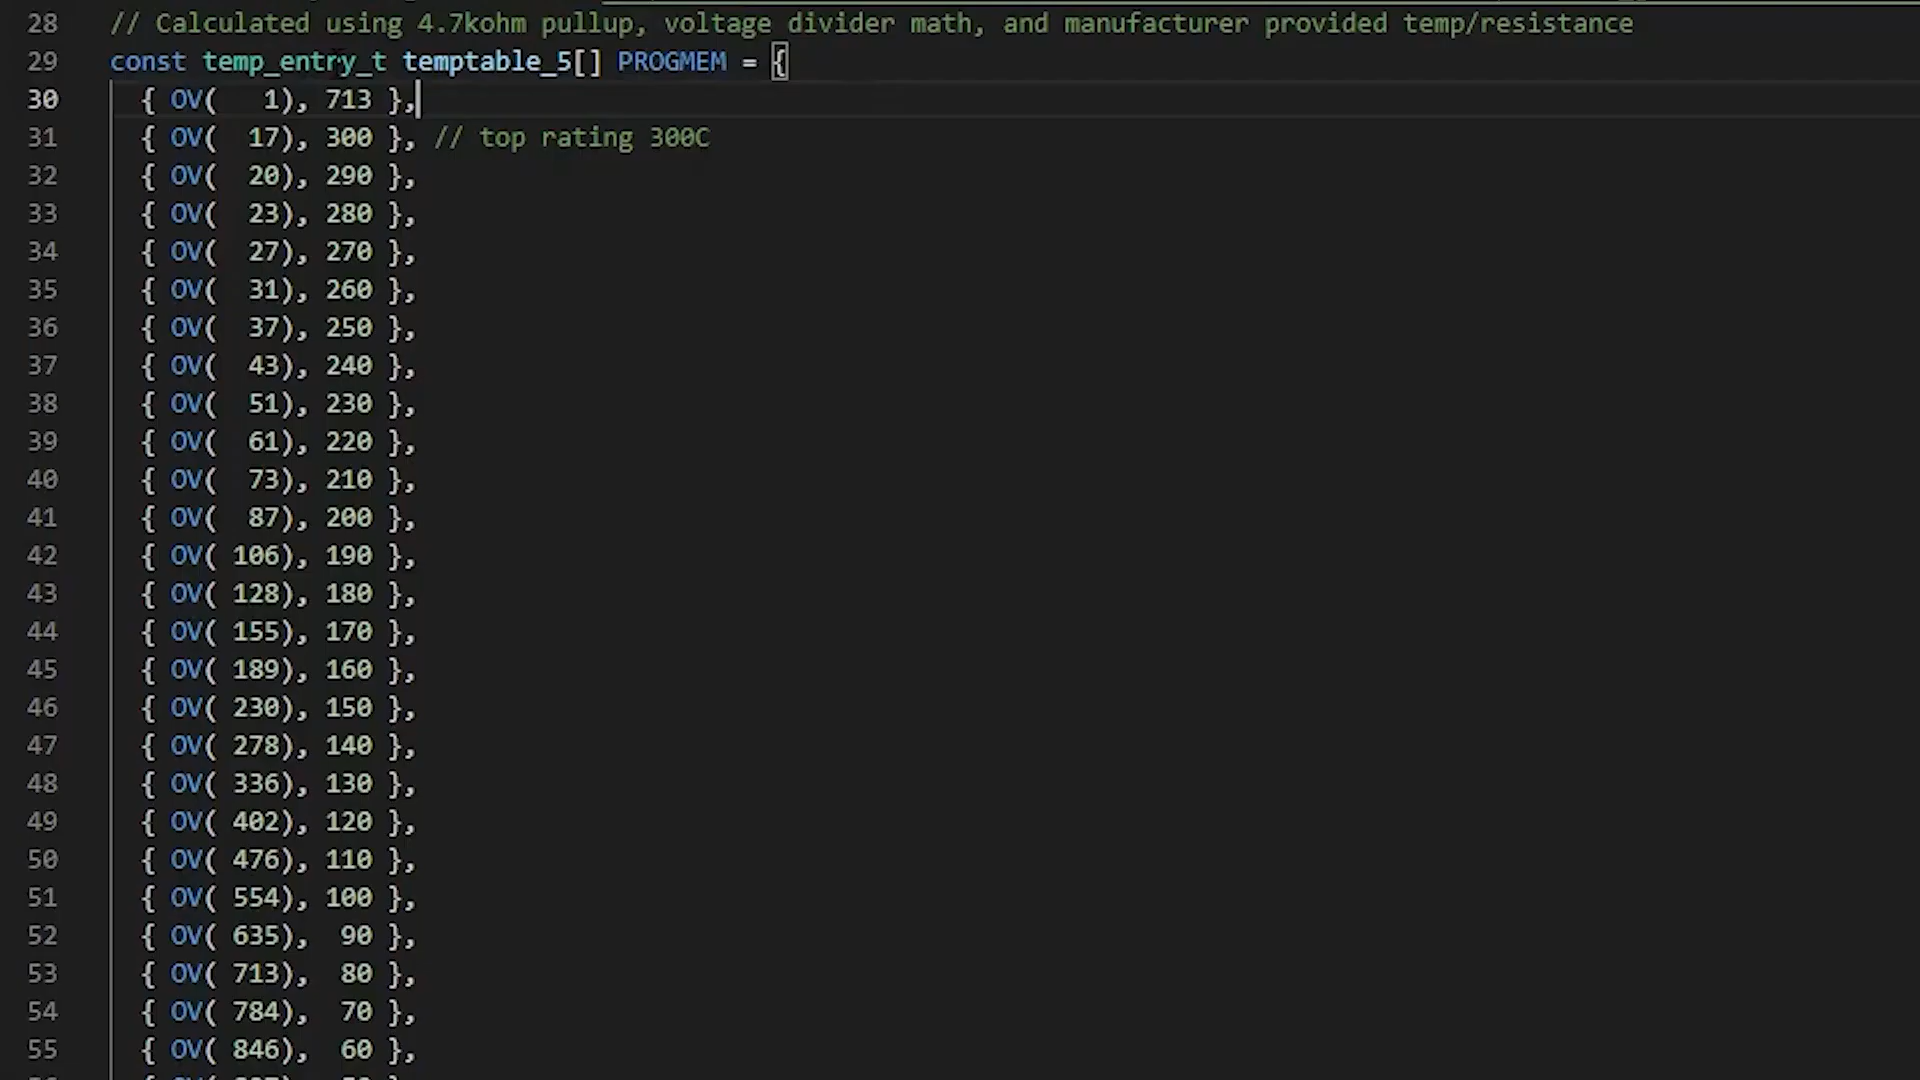 28 // Calculated using 4.7kohm pullup, voltage divider math, and manufacturer provided temp/resistance
29 const temp_entry_t temptable_5[] PROGMEM = {
30 { OV(   1), 713 },
31 { OV(  17), 300 }, // top rating 300C
32 { OV(  20), 290 },
33 { OV(  23), 280 },
34 { OV(  27), 270 },
35 { OV(  31), 260 },
36 { OV(  37), 250 },
37 { OV(  43), 240 },
38 { OV(  51), 230 },
39 { OV(  61), 220 },
40 { OV(  73), 210 },
41 { OV(  87), 200 },
42 { OV( 106), 190 },
43 { OV( 128), 180 },
44 { OV( 155), 170 },
45 { OV( 189), 160 },
46 { OV( 230), 150 },
47 { OV( 278), 140 },
48 { OV( 336), 130 },
49 { OV( 402), 120 },
50 { OV( 476), 110 },
51 { OV( 554), 100 },
52 { OV( 635),  90 },
53 { OV( 713),  80 },
54 { OV( 784),  70 },
55 { OV( 846),  60 },